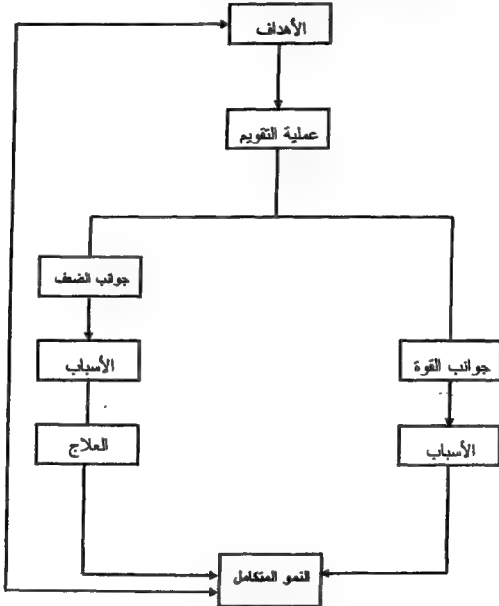 الأهداف
عملية التقويم
جوانب الضعف
جوانب القوة
الأسباب
الأسباب
العلاج
النمو المتكامل